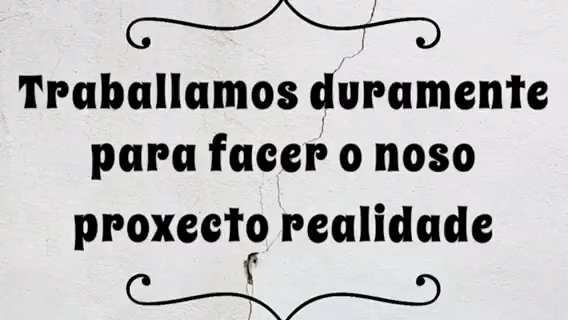 Traballamos duramente
para facer o noso
proxecto realidade